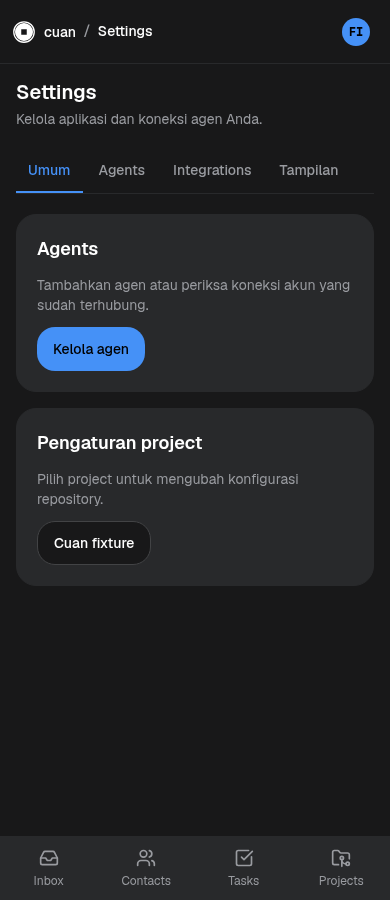 cuan / Settings
FI
Settings
Kelola aplikasi dan koneksi agen Anda.
Umum Agents Integrations Tampilan
Agents
Tambahkan agen atau periksa koneksi akun yang
sudah terhubung.
Kelola agen
Pengaturan project
Pilih project untuk mengubah konfigurasi
repository.
Cuan fixture
Inbox Contacts Tasks Projects